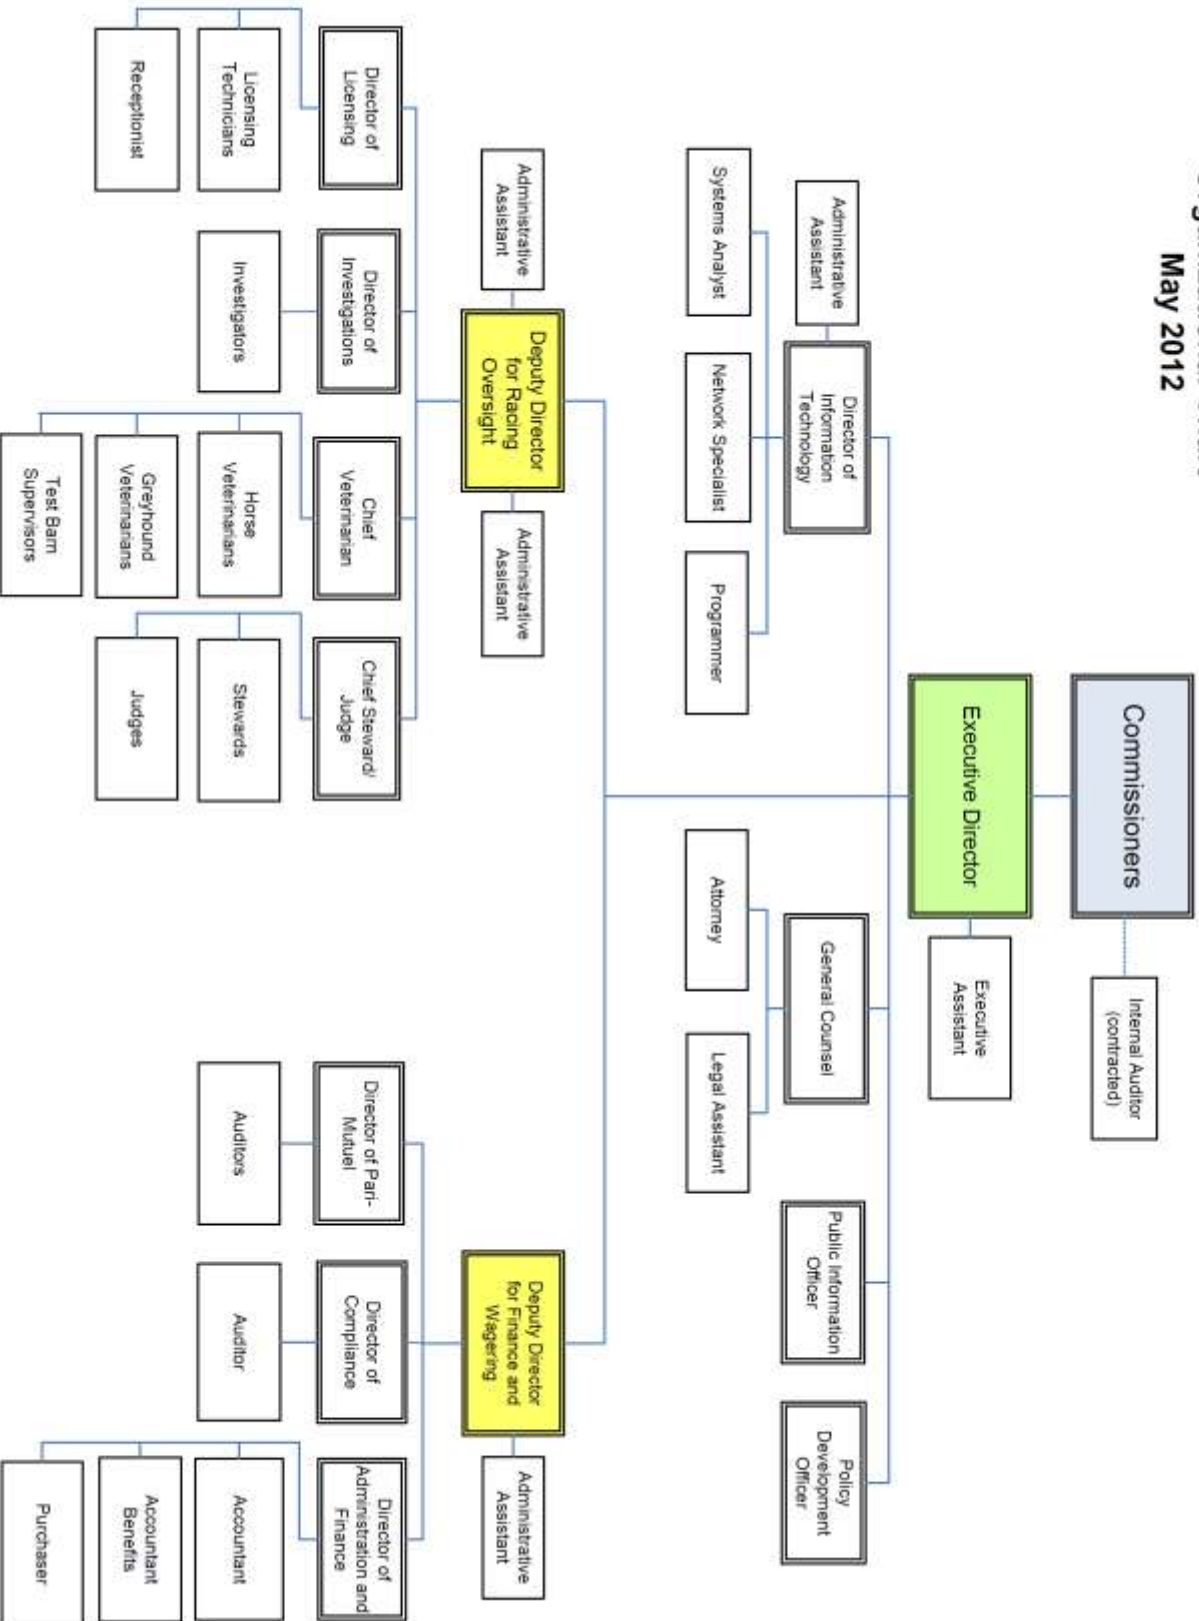 May 2012
Commissioners
Internal Auditor
(contracted)
Executive Director
Executive
Assistant
Administrative
Assistant
Director of
Information
Technology
General Counsel
Public Information
Officer
Policy
Development
Officer
Systems Analyst
Network Specialist
Programmer
Attorney
Legal Assistant
Administrative
Assistant
Deputy Director
for Racing
Oversight
Administrative
Assistant
Deputy Director
for Finance and
Wagering
Administrative
Assistant
Director of
Licensing
Director of
Investigations
Chief
Veterinarian
Chief Steward/
Judge
Director of Pari-
Mutuel
Director of
Compliance
Director of
Administration and
Finance
Licensing
Technicians
Investigators
Horse
Veterinarians
Stewards
Auditors
Auditor
Accountant
Receptionist
Greyhound
Veterinarians
Judges
Accountant
Benefits
Test Barn
Supervisors
Purchaser